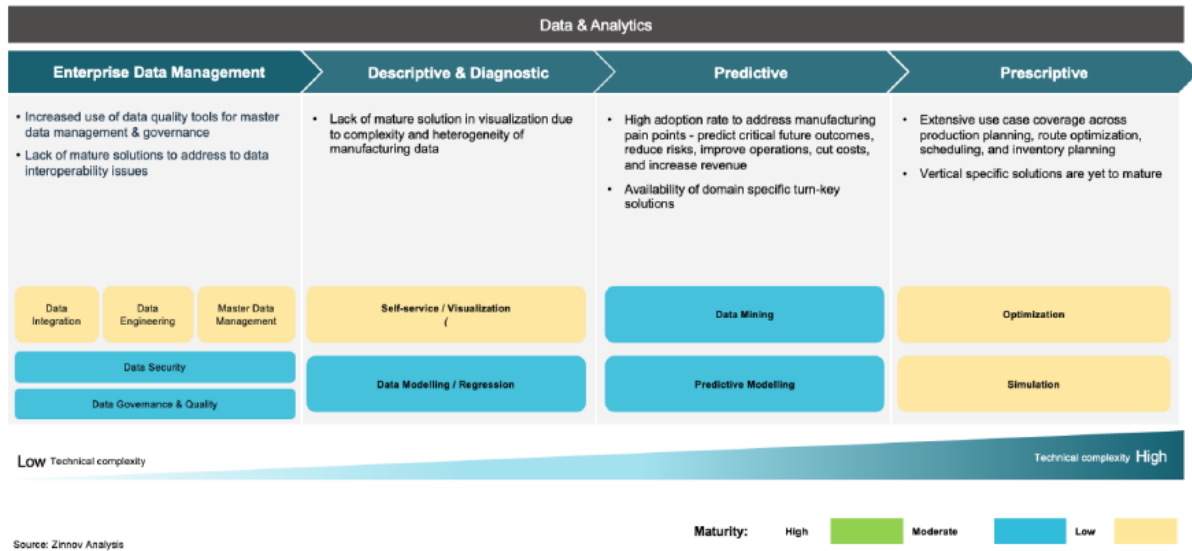 Data & Analytics
Enterprise Data Management
Descriptive & Diagnostic
Predictive
Prescriptive
• Increased use of data quality tools for master
data management & governance
• Lack of mature solutions to address to data
interoperability issues
• Lack of mature solution in visualization due
to complexity and heterogeneity of
manufacturing data
• High adoption rate to address manufacturing
pain points - predict critical future outcomes,
reduce risks, improve operations, cut costs,
and increase revenue
• Availability of domain specific turn-key
solutions
• Extensive use case coverage across
production planning, route optimization,
scheduling, and inventory planning
• Vertical specific solutions are yet to mature
Data
Integration
Data
Engineering
Master Data
Management
Data Security
Data Governance & Quality
Self-service / Visualization
(
Data Modelling / Regression
Data Mining
Predictive Modelling
Optimization
Simulation
Low Technical complexity
Technical complexity High
Maturity: High Moderate Low
Source: Zinnov Analysis